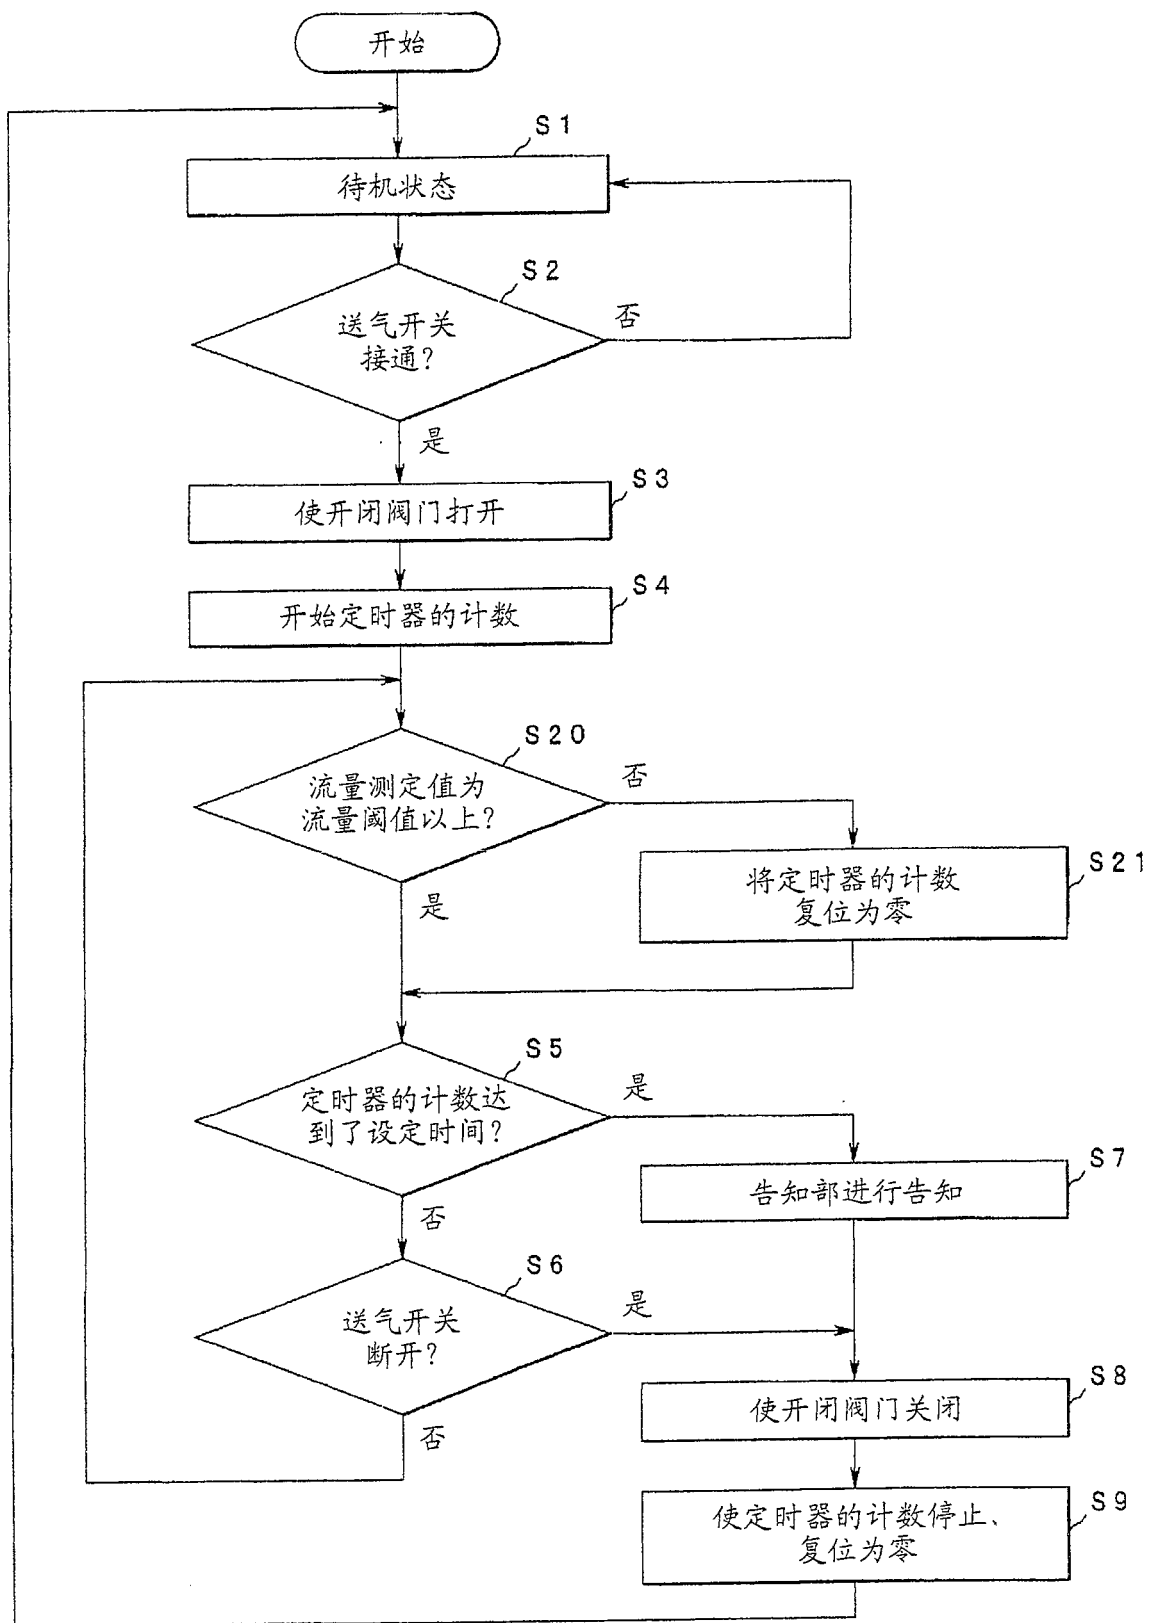 开始
S1
待机状态
S2
送气开关
接通?
否
是
S3
使开闭阀门打开
S4
开始定时器的计数
S20
流量测定值为
流量阈值以上?
否
是
S21
将定时器的计数
复位为零
S5
定时器的计数达
到了设定时间?
是
否
S7
告知部进行告知
S6
送气开关
断开?
是
否
S8
使开闭阀门关闭
S9
使定时器的计数停止、
复位为零